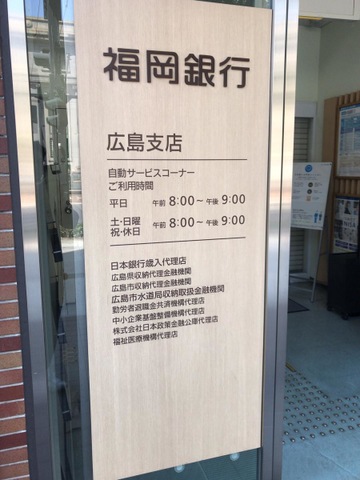 福岡銀行
広島支店
自動サービスコーナー
ご利用時間
平日 午前 8:00～午後 9:00
土・日曜
祝・休日 午前 8:00～午後 9:00
日本銀行歳入代理店
広島県収納代理金融機関
広島市収納代理金融機関
広島市水道局収納取扱金融機関
勤労者退職金共済機構代理店
中小企業基盤整備機構代理店
株式会社日本政策金融公庫代理店
福祉医療機構代理店